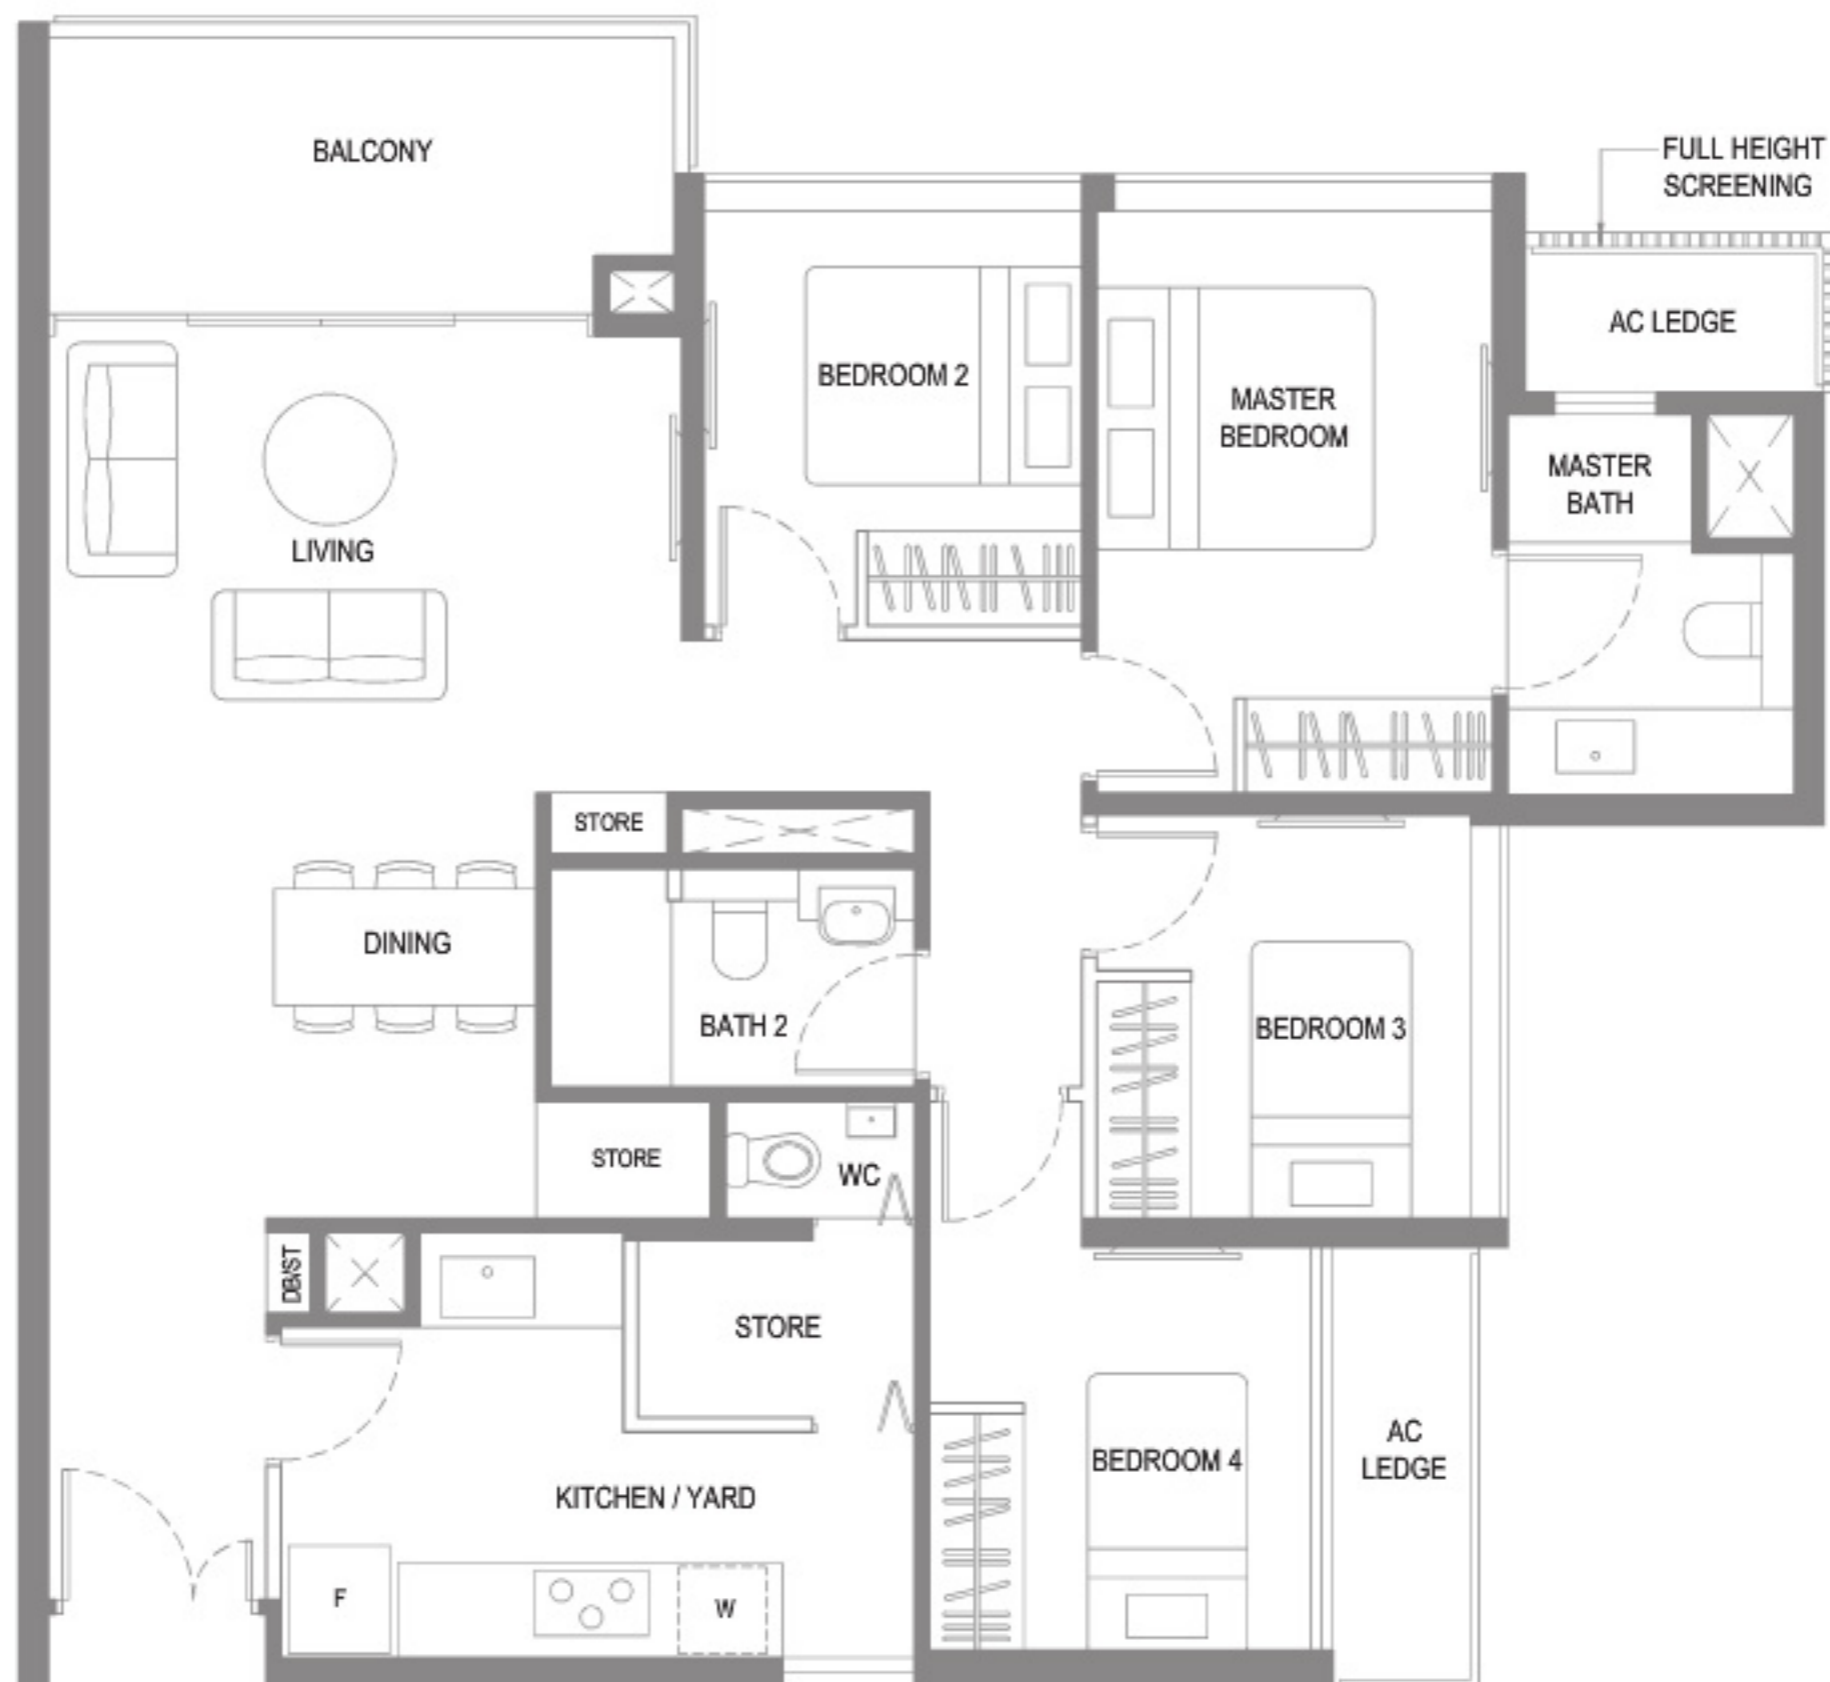 BALCONY
FULL HEIGHT
SCREENING
AC LEDGE
BEDROOM 2
MASTER
BEDROOM
MASTER
BATH
LIVING
STORE
DINING
BATH 2
BEDROOM 3
STORE
WC
DB/ST
STORE
AC
LEDGE
BEDROOM 4
KITCHEN / YARD
F
W